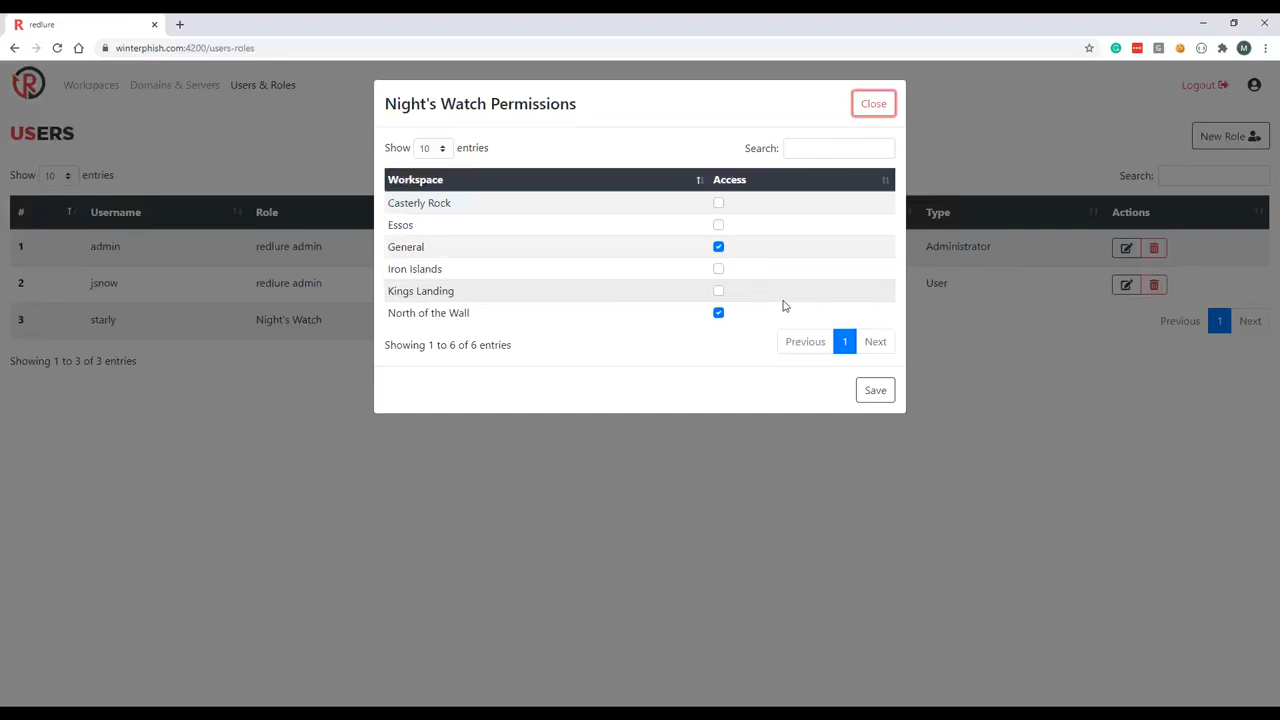 redlure
winterphish.com:4200/users-roles
M
R
Workspaces Domains & Servers Users & Roles
Logout
USERS
New Role
Show 10 entries
Search:
# Username Role Type Actions
1 admin redlure admin Administrator
2 jsnow redlure admin User
3 starly Night's Watch
Showing 1 to 3 of 3 entries
Previous 1 Next
Night's Watch Permissions
Close
Show 10 entries
Search:
Workspace Access
Casterly Rock
Essos
General
Iron Islands
Kings Landing
North of the Wall
Showing 1 to 6 of 6 entries
Previous 1 Next
Save